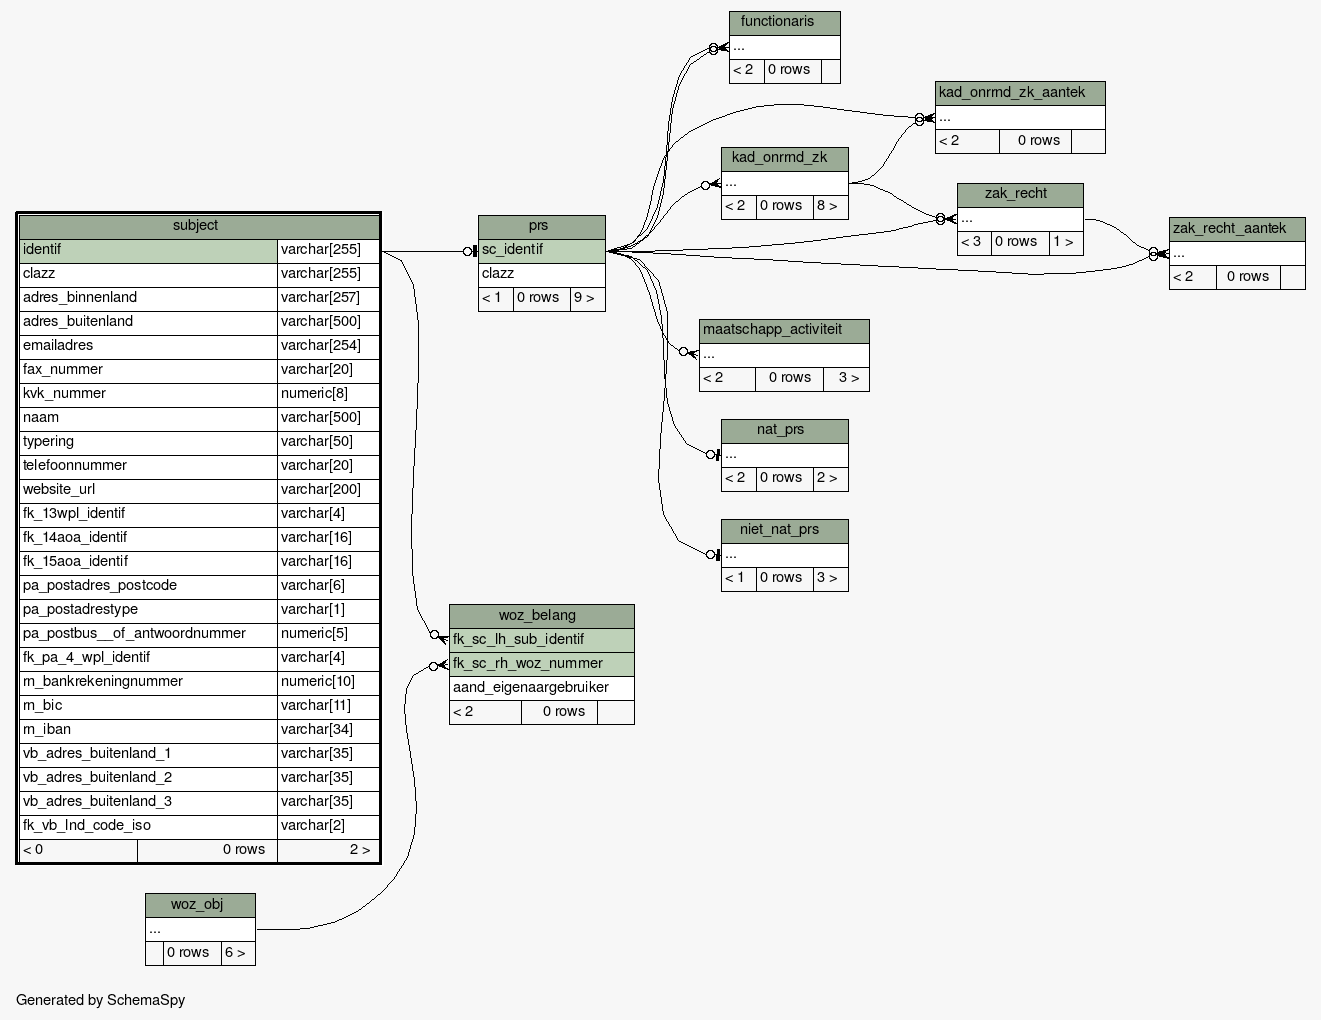 functionaris
...
< 2 0 rows
kad_onrrnd_zk_aantek
...
< 2 0 rows
kad_onrrnd_zk
...
< 2 0 rows 8 >
zak_recht
...
< 3 0 rows 1 >
zak_recht_aantek
...
< 2 0 rows
subject
identif varchar[255]
clazz varchar[255]
adres_binnenland varchar[257]
adres_buitenland varchar[500]
emailadres varchar[254]
fax_nummer varchar[20]
kvk_nummer numeric[8]
naam varchar[500]
typering varchar[50]
telefoonnummer varchar[20]
website_url varchar[200]
fk_13wpl_identif varchar[4]
fk_14aoa_identif varchar[16]
fk_15aoa_identif varchar[16]
pa_postadres_postcode varchar[6]
pa_postadrestype varchar[1]
pa_postbus__of_antwoordnummer numeric[5]
fk_pa_4_wpl_identif varchar[4]
rn_bankrekeningnummer numeric[10]
rn_bic varchar[11]
rn_iban varchar[34]
vb_adres_buitenland_1 varchar[35]
vb_adres_buitenland_2 varchar[35]
vb_adres_buitenland_3 varchar[35]
fk_vb_lnd_code_iso varchar[2]
< 0 0 rows 2 >
prs
sc_identif
clazz
< 1 0 rows 9 >
maatschapp_activiteit
...
< 2 0 rows 3 >
nat_prs
...
< 2 0 rows 2 >
niet_nat_prs
...
< 1 0 rows 3 >
woz_belang
fk_sc_lh_sub_identif
fk_sc_rh_woz_nummer
aand_eigenaargebruiker
< 2 0 rows
woz_obj
...
0 rows 6 >
Generated by SchemaSpy